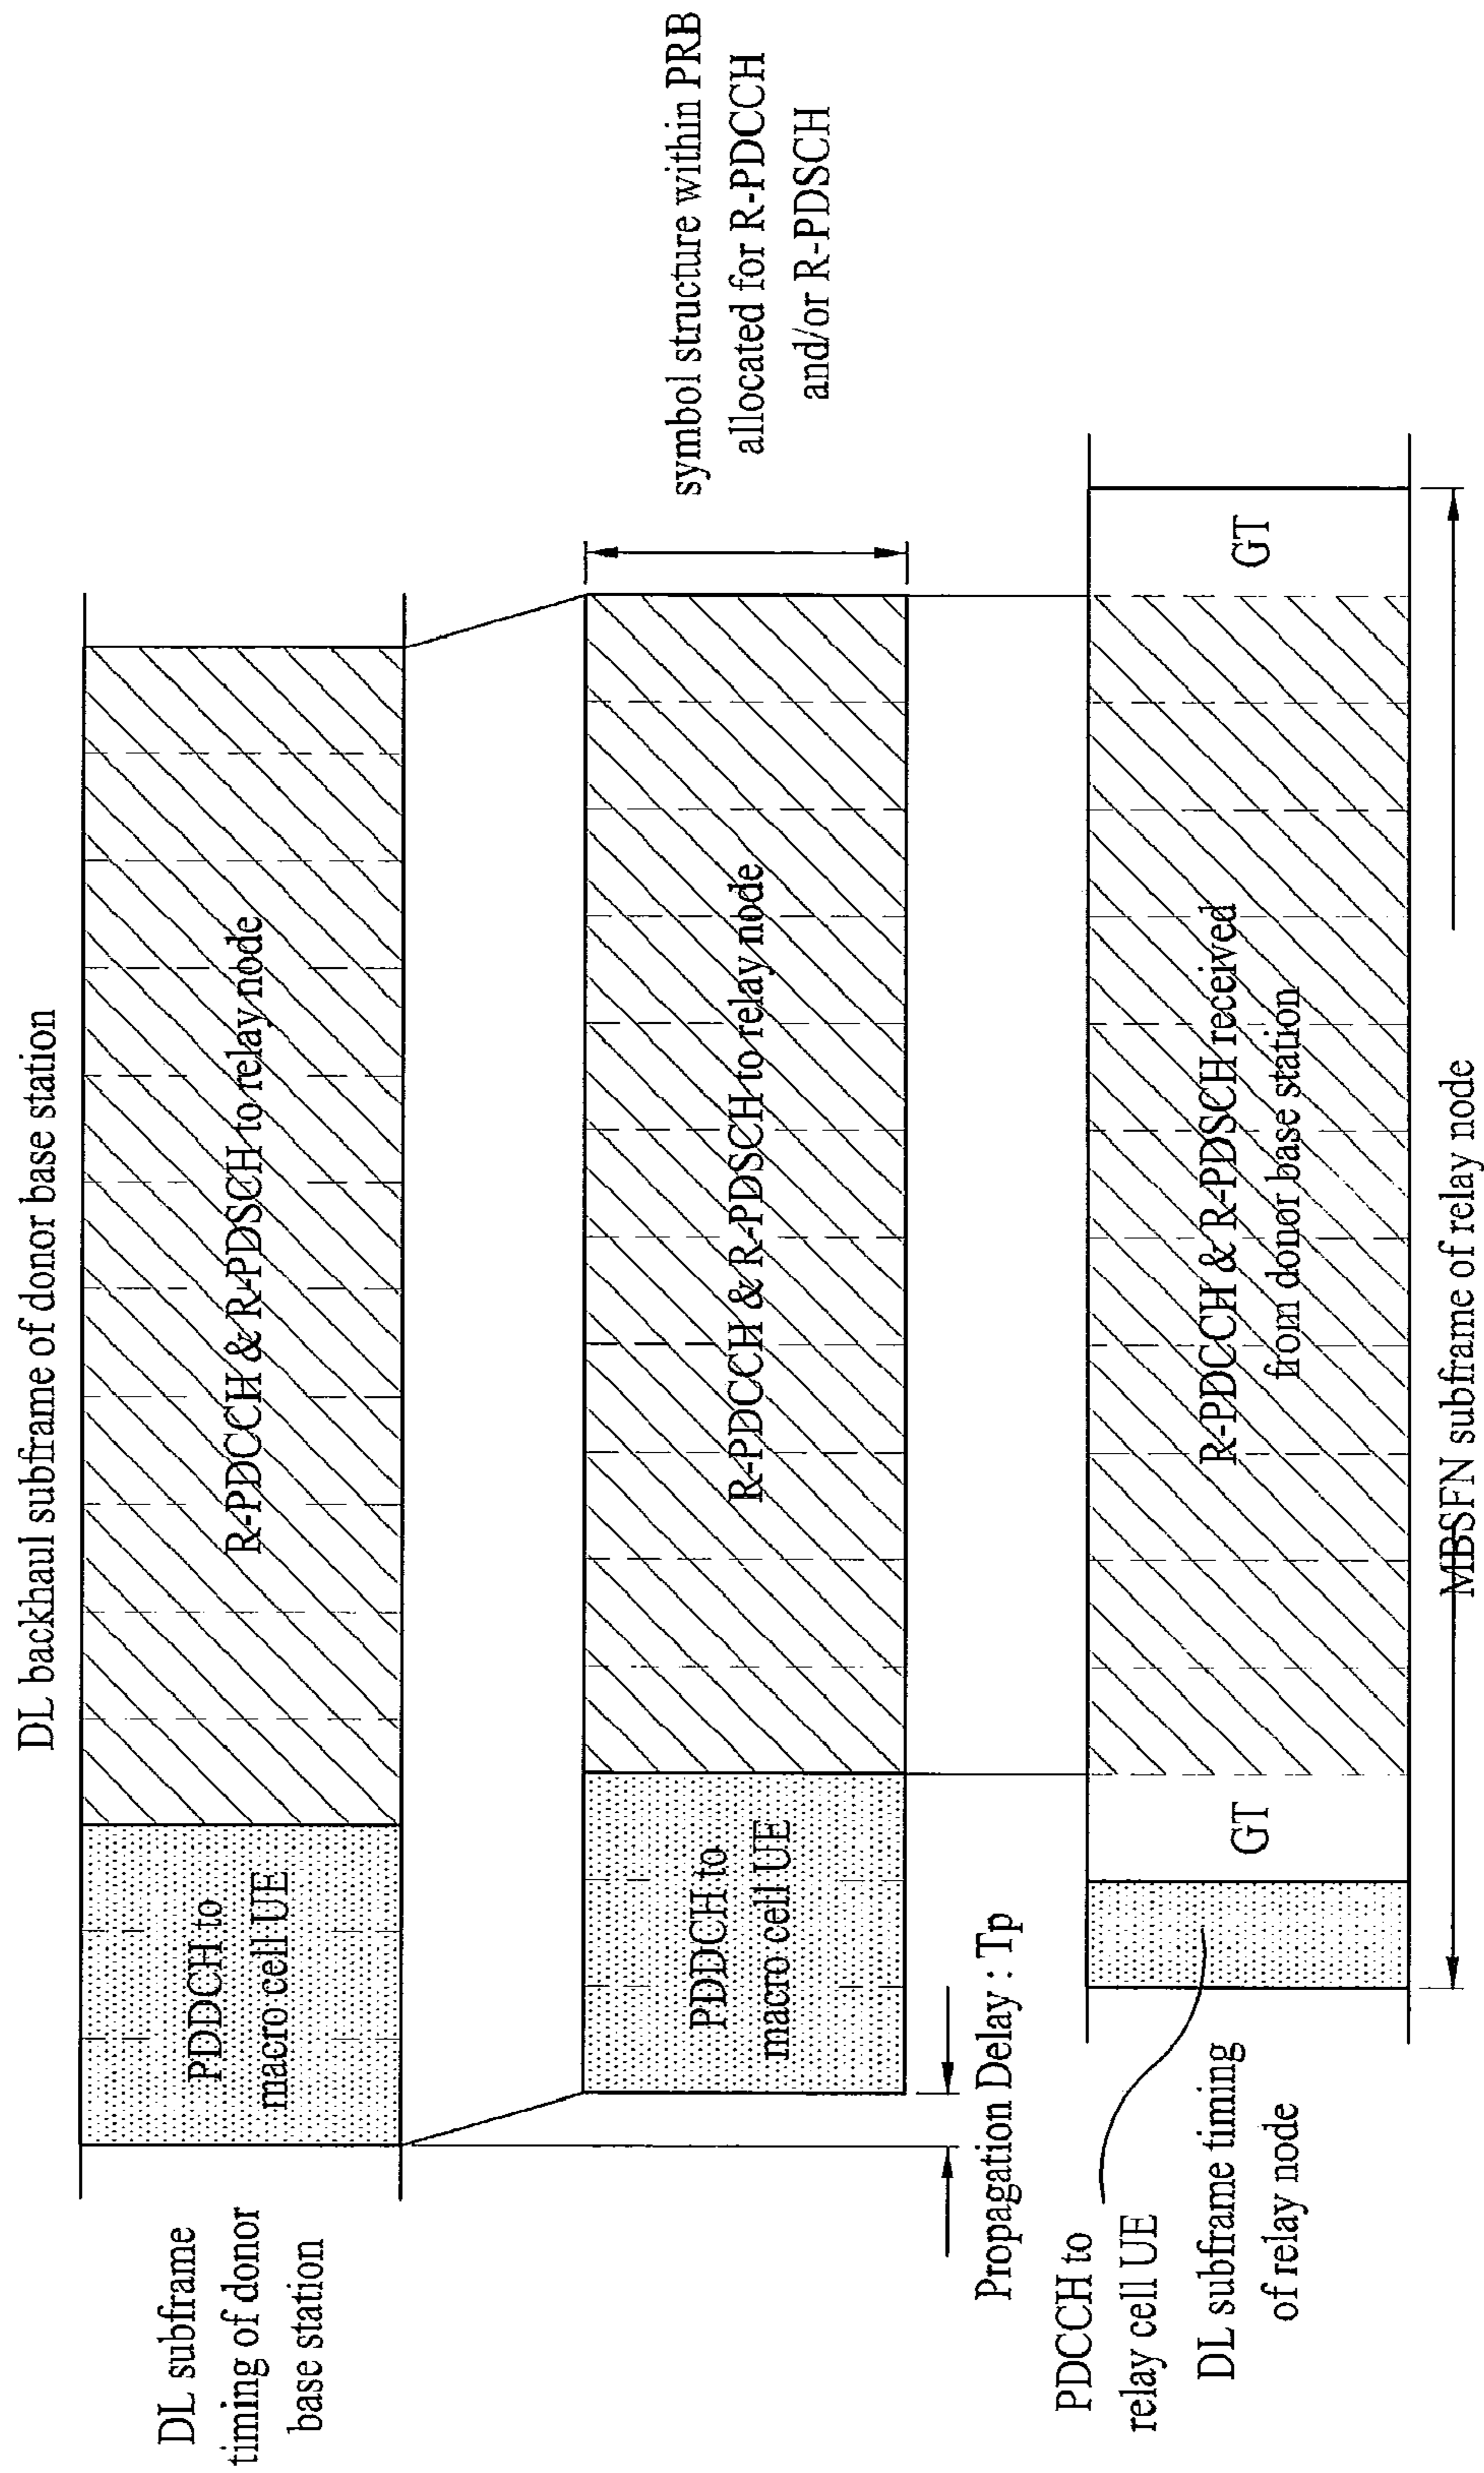 DL backhaul subframe of donor base station
DL subframe
timing of donor
base station
PDDCH to
macro cell UE
R-PDCCH & R-PDSCH to relay node
PDDCH to
macro cell UE
R-PDCCH & R-PDSCH to relay node
symbol structure within PRB
allocated for R-PDCCH
and/or R-PDSCH
Propagation Delay : Tp
PDCCH to
relay cell UE
DL subframe timing
of relay node
GT
R-PDCCH & R-PDSCH received
from donor base station
GT
MBSFN subframe of relay node